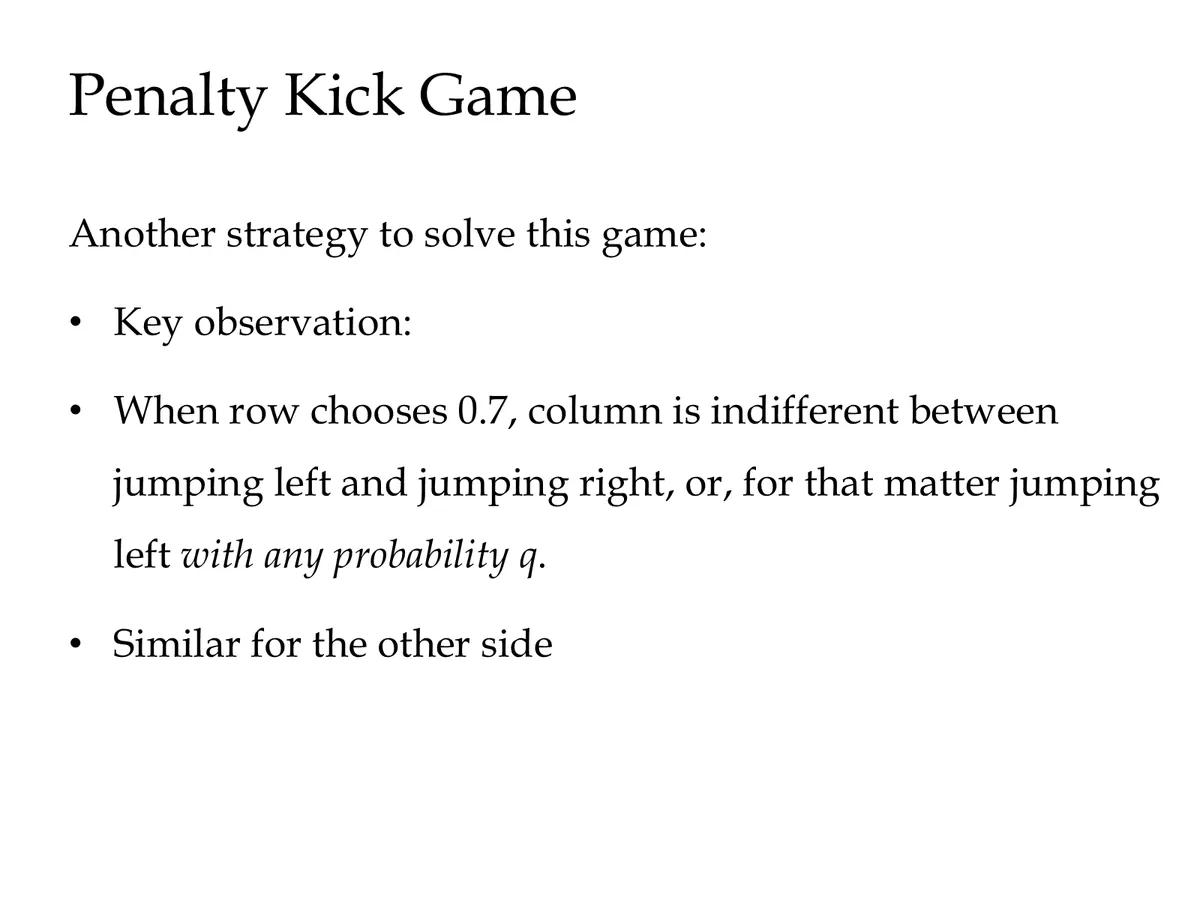 Penalty Kick Game
Another strategy to solve this game:
• Key observation:
• When row chooses 0.7, column is indifferent between
jumping left and jumping right, or, for that matter jumping
left with any probability q.
• Similar for the other side